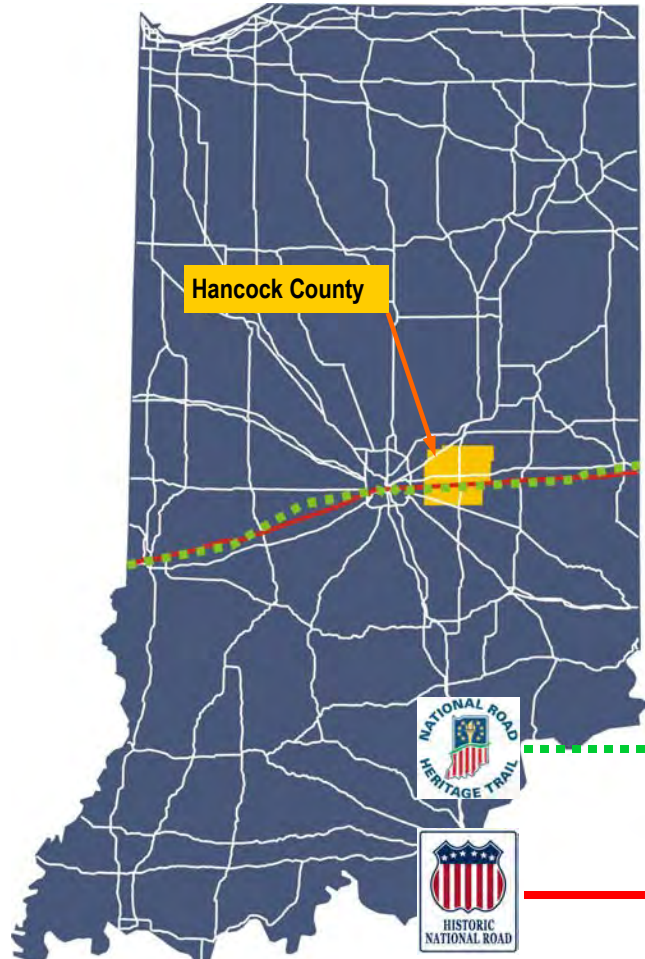 Hancock County
NATIONAL ROAD
HERITAGE TRAIL
HISTORIC
NATIONAL ROAD